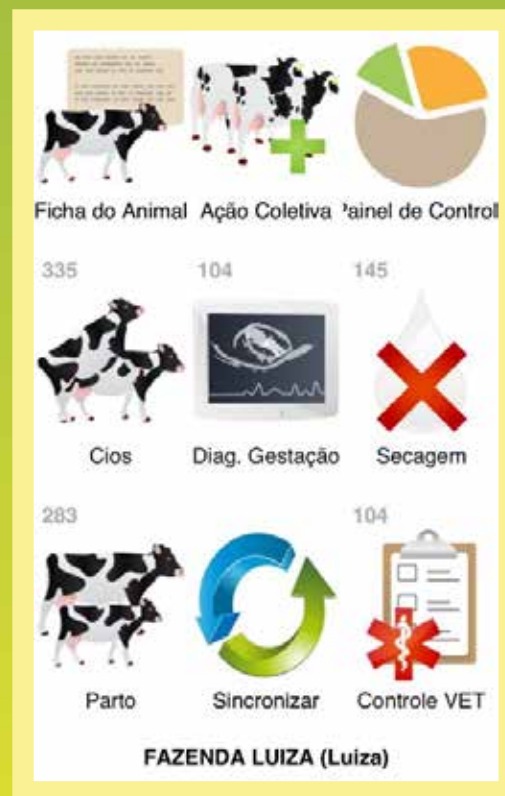 Ficha do Animal Ação Coletiva Painel de Control
335 104 145
Cios Diag. Gestação Secagem
283 104
Parto Sincronizar Controle VET
FAZENDA LUIZA (Luiza)